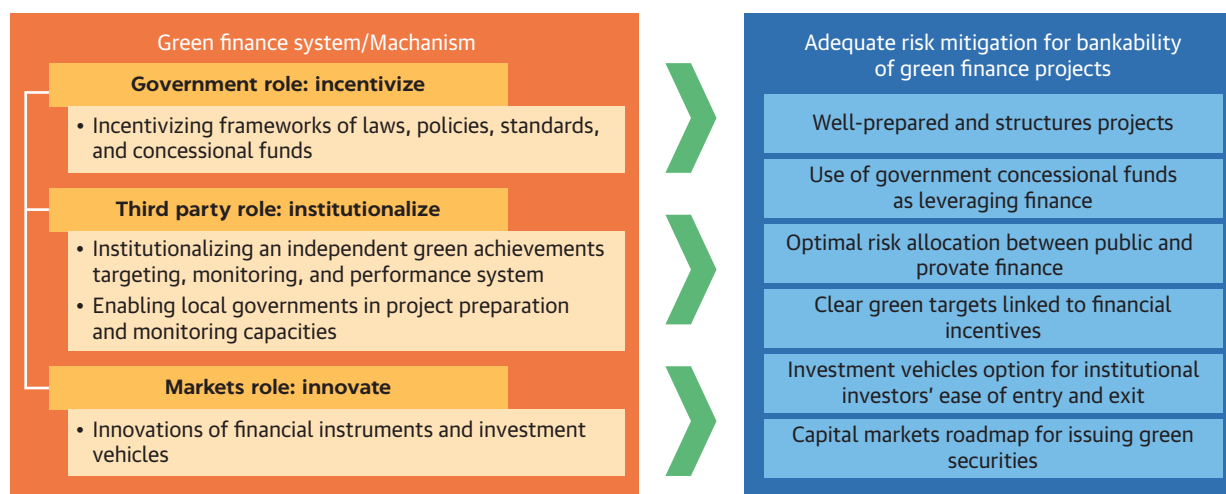 Green finance system/Machanism
Government role: incentivize
• Incentivizing frameworks of laws, policies, standards,
and concessional funds
Third party role: institutionalize
• Institutionalizing an independent green achievements
targeting, monitoring, and performance system
• Enabling local governments in project preparation
and monitoring capacities
Markets role: innovate
• Innovations of financial instruments and investment
vehicles
Adequate risk mitigation for bankability
of green finance projects
Well-prepared and structures projects
Use of government concessional funds
as leveraging finance
Optimal risk allocation between public and
provate finance
Clear green targets linked to financial
incentives
Investment vehicles option for institutional
investors’ ease of entry and exit
Capital markets roadmap for issuing green
securities